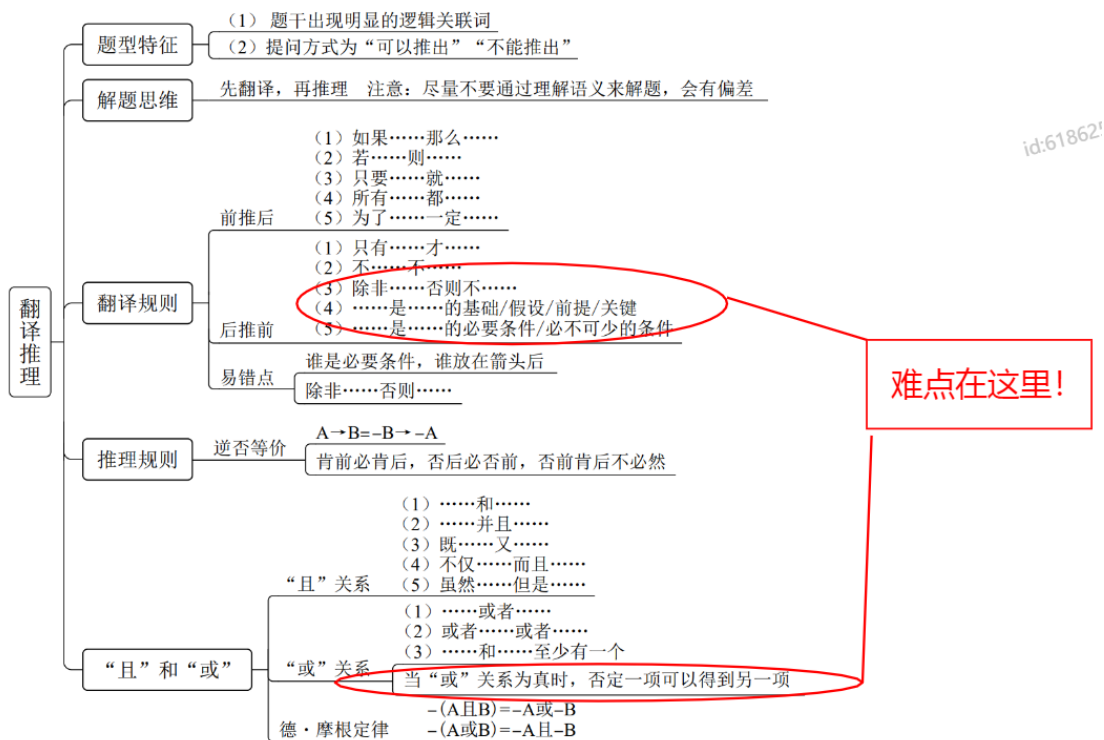 翻译推理
题型特征
（1） 题干出现明显的逻辑关联词
（2）提问方式为“可以推出”“不能推出”
解题思维
先翻译，再推理 注意：尽量不要通过理解语义来解题，会有偏差
翻译规则
前推后
（1）如果……那么……
（2）若……则……
（3）只要……就……
（4）所有……都……
（5）为了……一定……
后推前
（1）只有……才……
（2）不……不……
（3）除非……否则不……
（4）……是……的基础/假设/前提/关键
（5）……是……的必要条件/必不可少的条件
易错点
谁是必要条件，谁放在箭头后
除非……否则……
推理规则
逆否等价
A→B=-B→-A
肯前必肯后，否后必否前，否前肯后不必然
“且”和“或”
“且”关系
（1）……和……
（2）……并且……
（3）既……又……
（4）不仅……而且……
（5）虽然……但是……
“或”关系
（1）……或者……
（2）或者……或者……
（3）……和……至少有一个
当“或”关系为真时，否定一项可以得到另一项
德·摩根定律
-(A且B)=-A或-B
-(A或B)=-A且-B
难点在这里！
id:618625